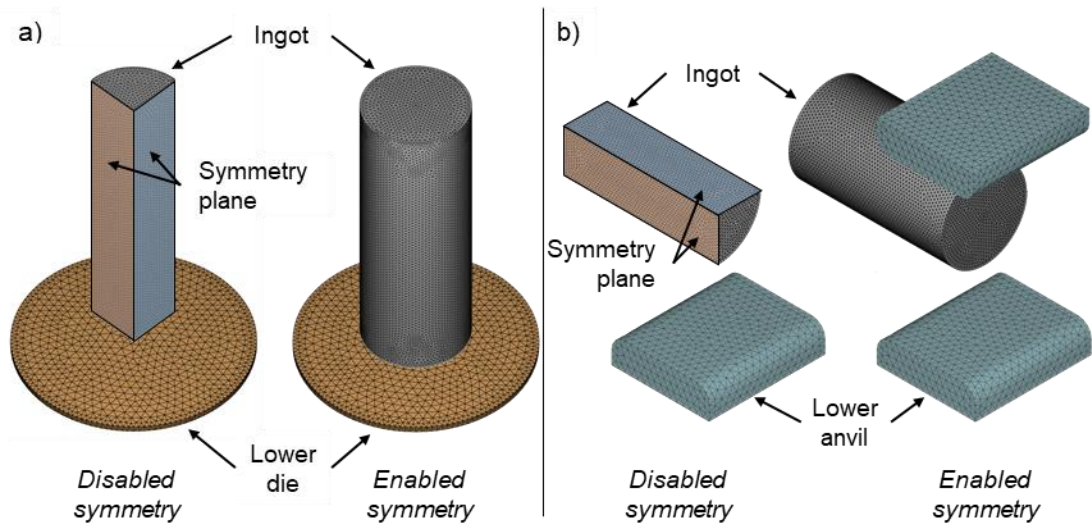 a)
Ingot
Symmetry
plane
Lower
die
Disabled
symmetry
Enabled
symmetry
b)
Ingot
Symmetry
plane
Lower
anvil
Disabled
symmetry
Enabled
symmetry